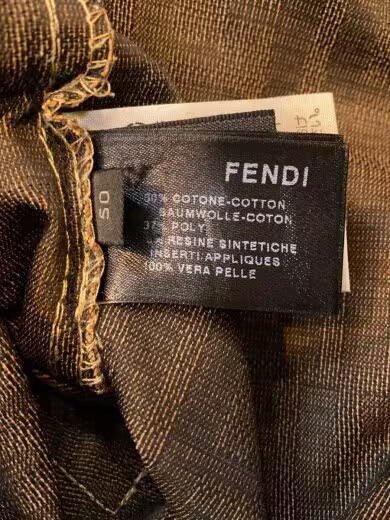 FENDI
50
COTONE-COTTON
BAUMWOLLE-COTON
37% POLY
RESINE SINTETICHE
INSERTI.APPLIQUES
100% VERA PELLE